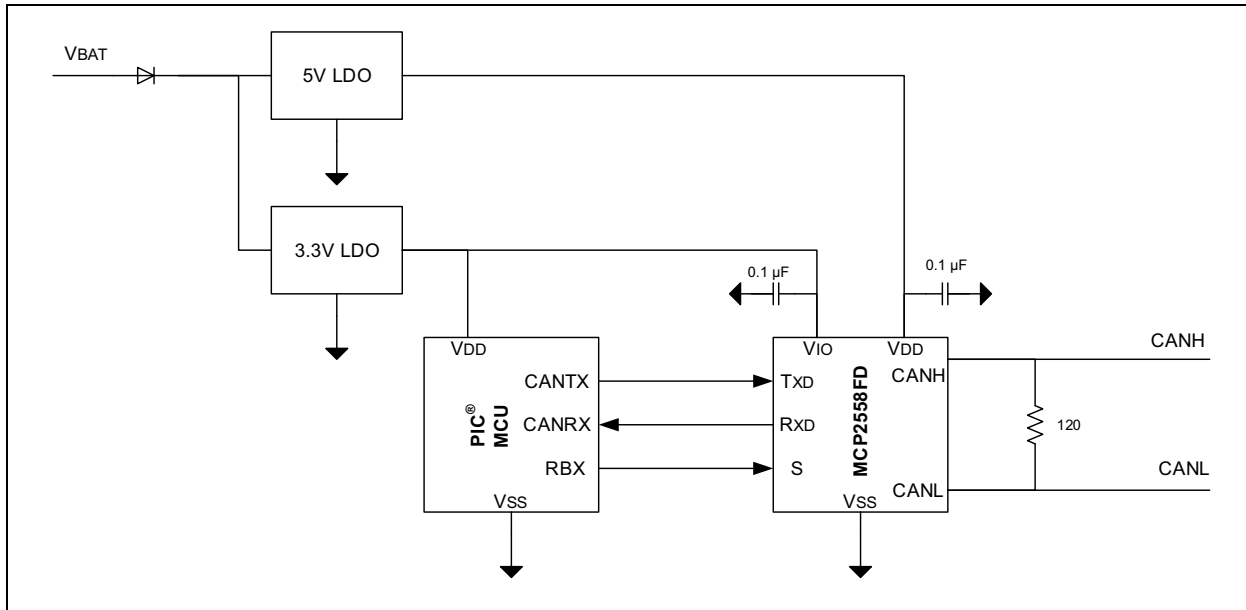 VBAT
5V LDO
3.3V LDO
0.1 µF
0.1 µF
VDD
VIO
VDD
CANH
CANH
CANTX
TXD
PIC®
MCU
CANRX
RXD
MCP2558FD
120
RBX
S
CANL
CANL
VSS
VSS